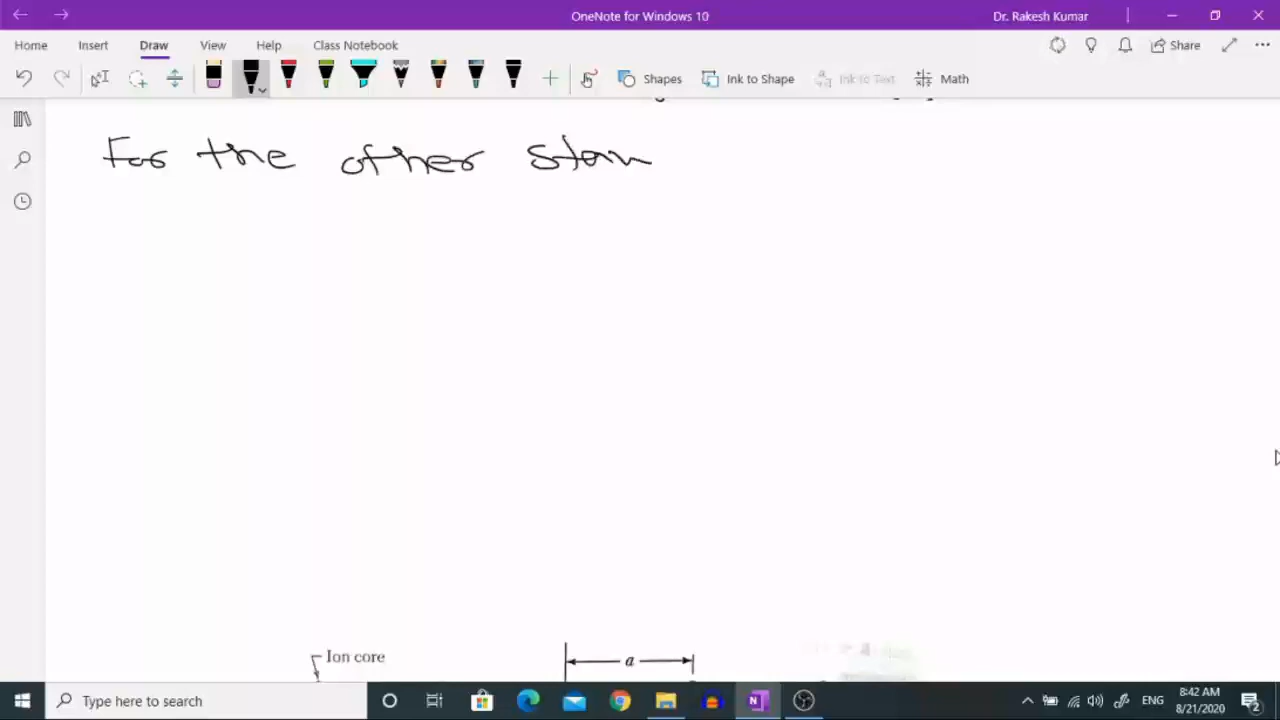 OneNote for Windows 10
Dr. Rakesh Kumar
Home Insert Draw View Help Class Notebook
Share
Shapes Ink to Shape Ink to Text Math
For the other
Ion core
a
Type here to search
ENG
8:42 AM
8/21/2020
2